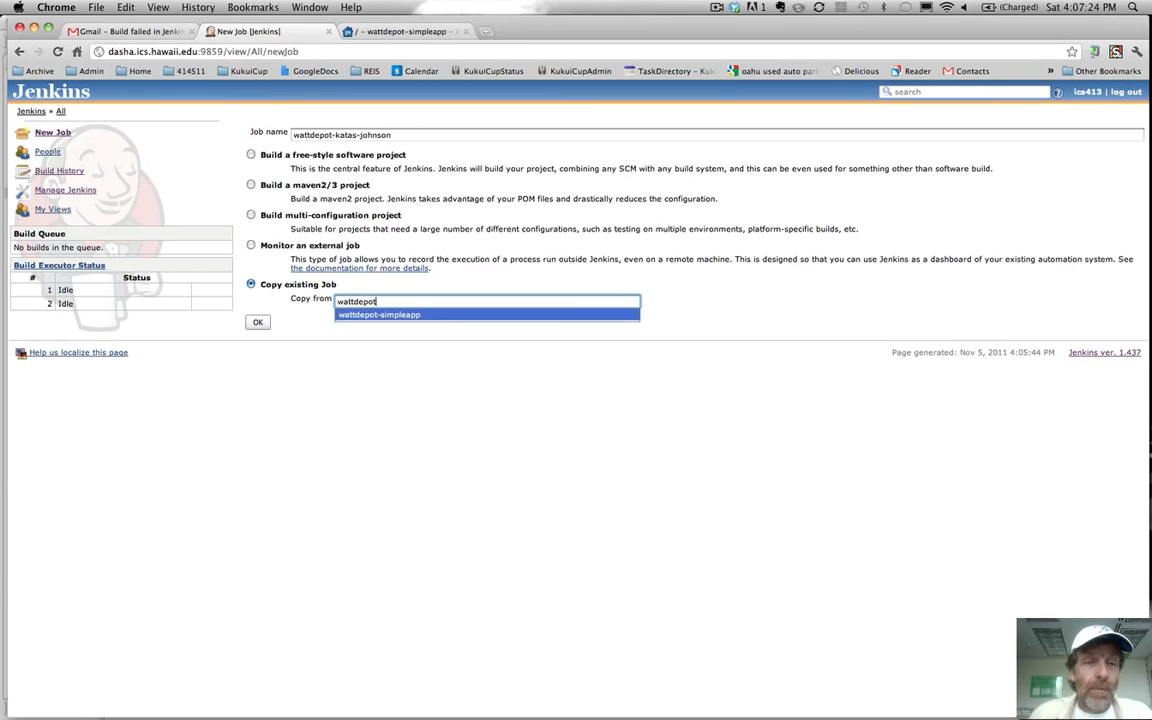 Chrome File Edit View History Bookmarks Window Help
1 (Charged) Sat 4:07:24 PM
Gmail – Build failed in Jenkin
New Job [Jenkins]
/ – wattdepot-simpleapp –
dasha.ics.hawaii.edu:9859/view/All/newJob
Archive Admin Home 414511 KukuiCup GoogleDocs REIS Calendar KukuiCupStatus KukuiCupAdmin TaskDirectory – Kuk oahu used auto part Delicious Reader Contacts » Other Bookmarks
Jenkins
search
ics413 | log out
Jenkins » All
New Job
People
Build History
Manage Jenkins
My Views
Build Queue
No builds in the queue.
Build Executor Status
# Status
1 Idle
2 Idle
Job name wattdepot-katas-johnson
Build a free-style software project
This is the central feature of Jenkins. Jenkins will build your project, combining any SCM with any build system, and this can be even used for something other than software build.
Build a maven2/3 project
Build a maven2 project. Jenkins takes advantage of your POM files and drastically reduces the configuration.
Build multi-configuration project
Suitable for projects that need a large number of different configurations, such as testing on multiple environments, platform-specific builds, etc.
Monitor an external job
This type of job allows you to record the execution of a process run outside Jenkins, even on a remote machine. This is designed so that you can use Jenkins as a dashboard of your existing automation system. See
the documentation for more details.
Copy existing Job
Copy from wattdepot
wattdepot-simpleapp
OK
Help us localize this page
Page generated: Nov 5, 2011 4:05:44 PM
Jenkins ver. 1.437